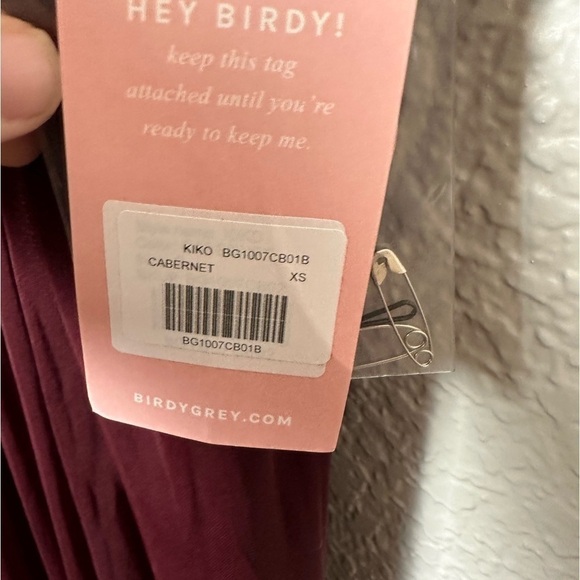 HEY BIRDY!
keep this tag
attached until you're
ready to keep me.
KIKO BG1007CB01B
CABERNET XS
BG1007CB01B
BIRDYGREY.COM